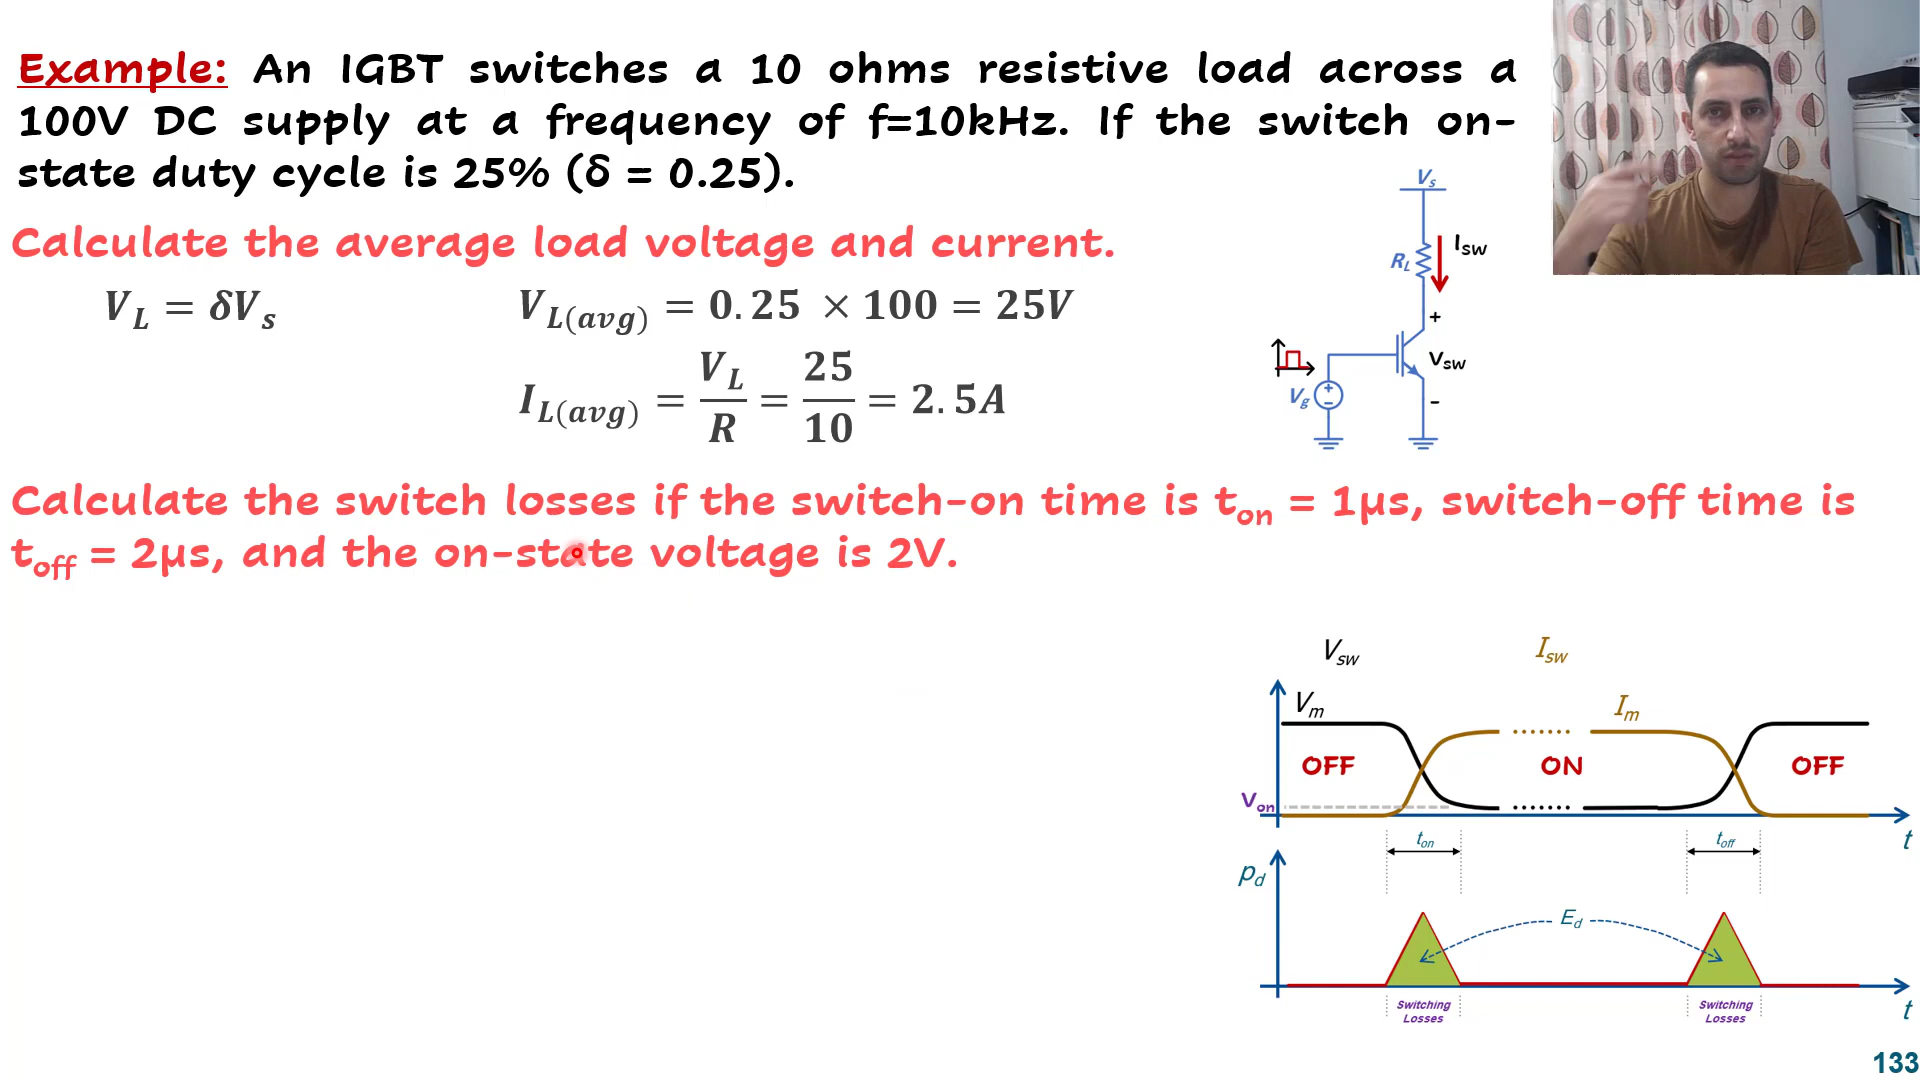 Example: An IGBT switches a 10 ohms resistive load across a
100V DC supply at a frequency of f=10kHz. If the switch on-
state duty cycle is 25% (δ = 0.25).
Calculate the average load voltage and current.
V_L = δV_s
V_L(avg) = 0.25 × 100 = 25V
I_L(avg) = V_L/R = 25/10 = 2.5A
V_s
R_L
I_SW
+
V_SW
-
V_g
+
-
Calculate the switch losses if the switch-on time is t_on = 1μs, switch-off time is
t_off = 2μs, and the on-state voltage is 2V.
V_SW
I_SW
V_m
I_m
OFF
ON
OFF
V_on
t
t_on
t_off
p_d
E_d
Switching
Losses
Switching
Losses
t
133